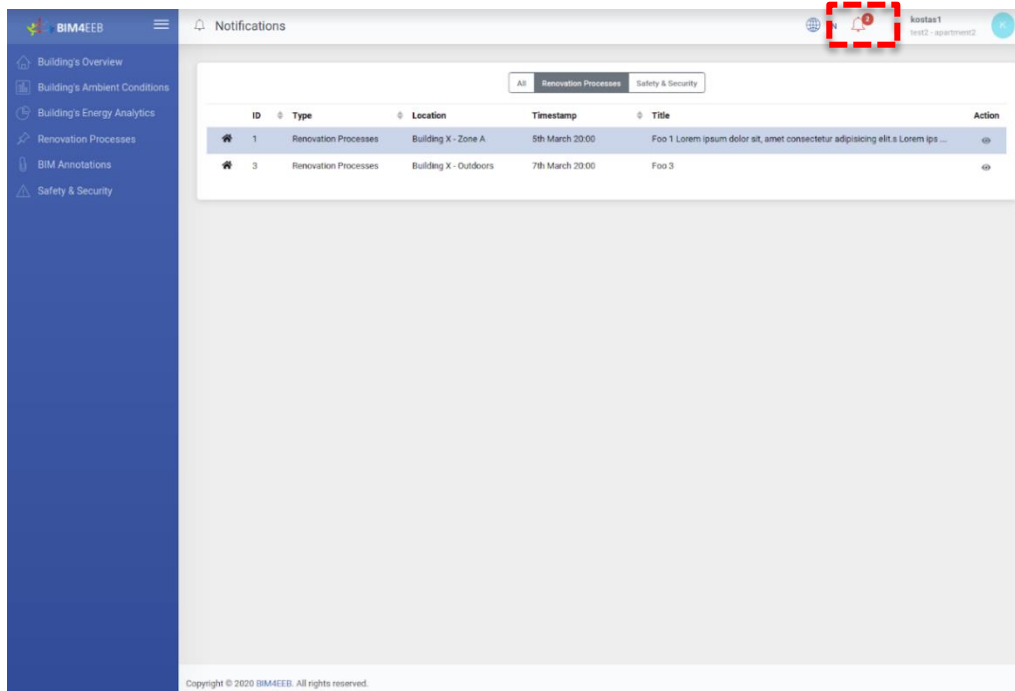 BIM4EEB
Notifications
N
2
kostas1
test2 - apartment2
K
Building's Overview
Building's Ambient Conditions
Building's Energy Analytics
Renovation Processes
BIM Annotations
Safety & Security
All Renovation Processes Safety & Security
ID Type Location Timestamp Title Action
1 Renovation Processes Building X - Zone A 5th March 20:00 Foo 1 Lorem ipsum dolor sit, amet consectetur adipisicing elit.s Lorem ips ...
3 Renovation Processes Building X - Outdoors 7th March 20:00 Foo 3
Copyright © 2020 BIM4EEB. All rights reserved.